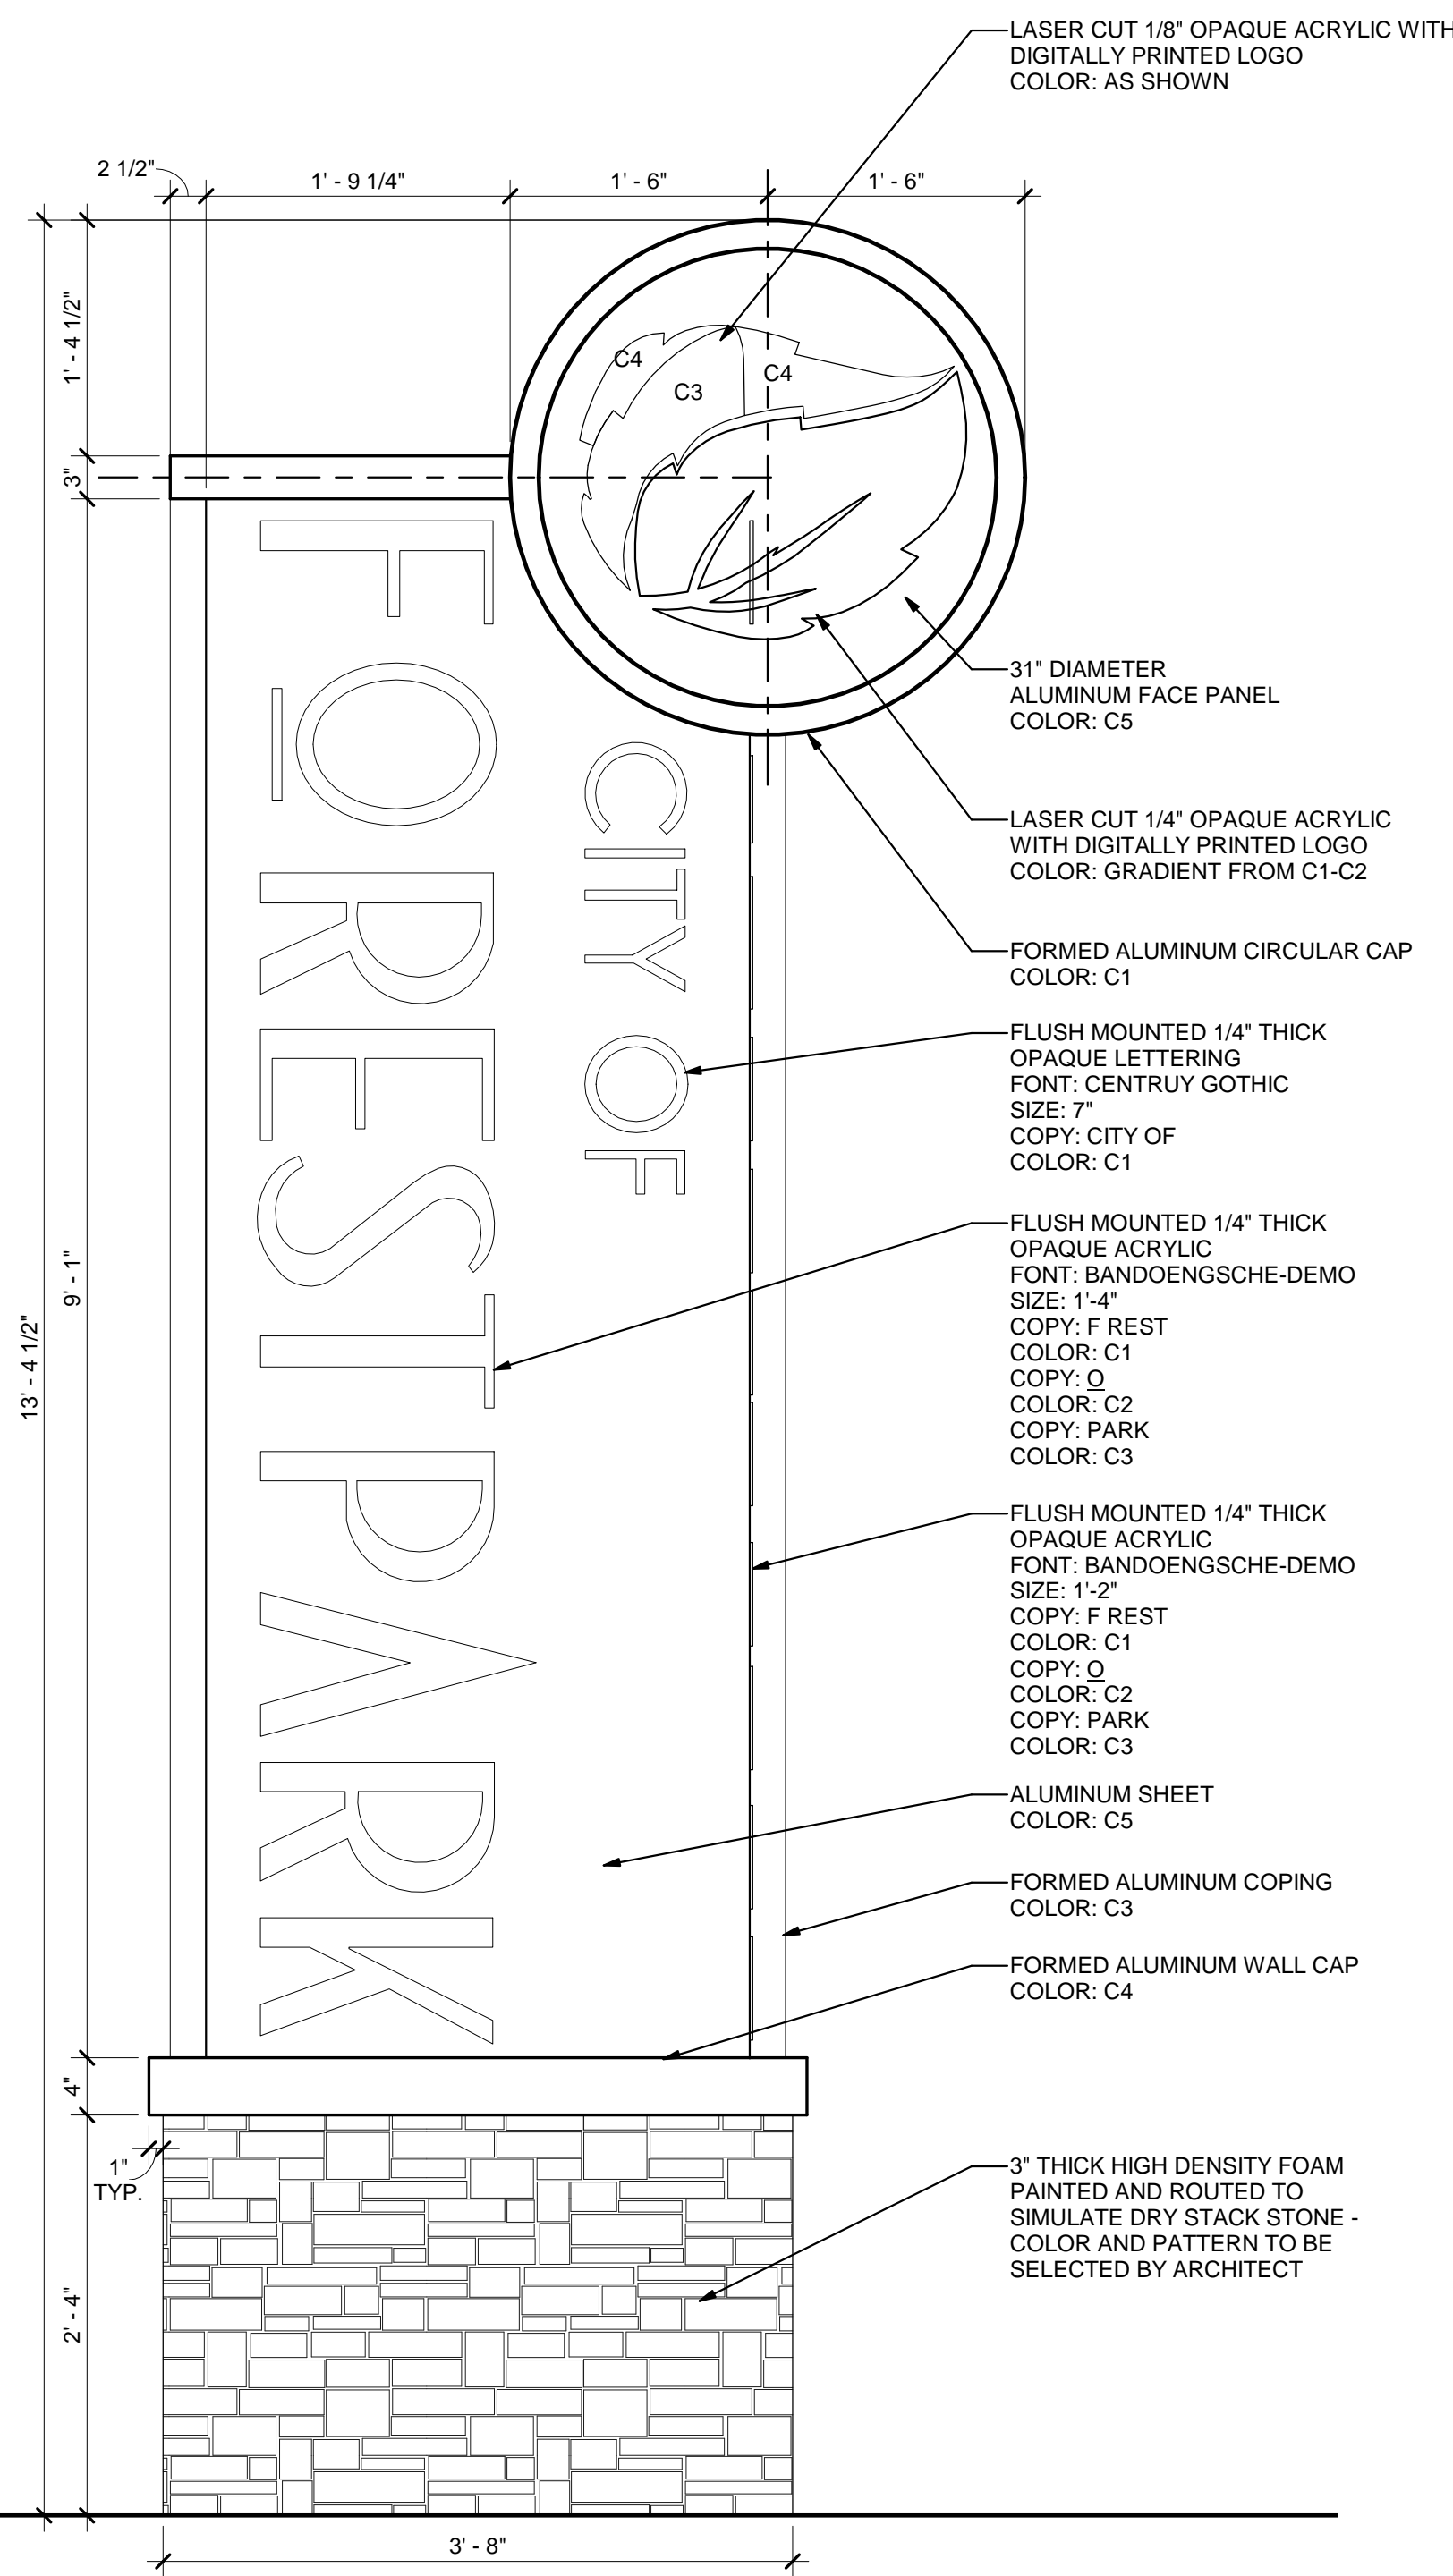 LASER CUT 1/8" OPAQUE ACRYLIC WITH
DIGITALLY PRINTED LOGO
COLOR: AS SHOWN
2 1/2"
1' - 9 1/4"
1' - 6"
1' - 6"
1' - 4 1/2"
3"
9' - 1"
13' - 4 1/2"
4"
2' - 4"
1"
TYP.
3' - 8"
C4
C3
C4
FOREST PARK
CITY OF
31" DIAMETER
ALUMINUM FACE PANEL
COLOR: C5
LASER CUT 1/4" OPAQUE ACRYLIC
WITH DIGITALLY PRINTED LOGO
COLOR: GRADIENT FROM C1-C2
FORMED ALUMINUM CIRCULAR CAP
COLOR: C1
FLUSH MOUNTED 1/4" THICK
OPAQUE LETTERING
FONT: CENTRUY GOTHIC
SIZE: 7"
COPY: CITY OF
COLOR: C1
FLUSH MOUNTED 1/4" THICK
OPAQUE ACRYLIC
FONT: BANDOENGSCHE-DEMO
SIZE: 1'-4"
COPY: F REST
COLOR: C1
COPY: O
COLOR: C2
COPY: PARK
COLOR: C3
FLUSH MOUNTED 1/4" THICK
OPAQUE ACRYLIC
FONT: BANDOENGSCHE-DEMO
SIZE: 1'-2"
COPY: F REST
COLOR: C1
COPY: O
COLOR: C2
COPY: PARK
COLOR: C3
ALUMINUM SHEET
COLOR: C5
FORMED ALUMINUM COPING
COLOR: C3
FORMED ALUMINUM WALL CAP
COLOR: C4
3" THICK HIGH DENSITY FOAM
PAINTED AND ROUTED TO
SIMULATE DRY STACK STONE -
COLOR AND PATTERN TO BE
SELECTED BY ARCHITECT